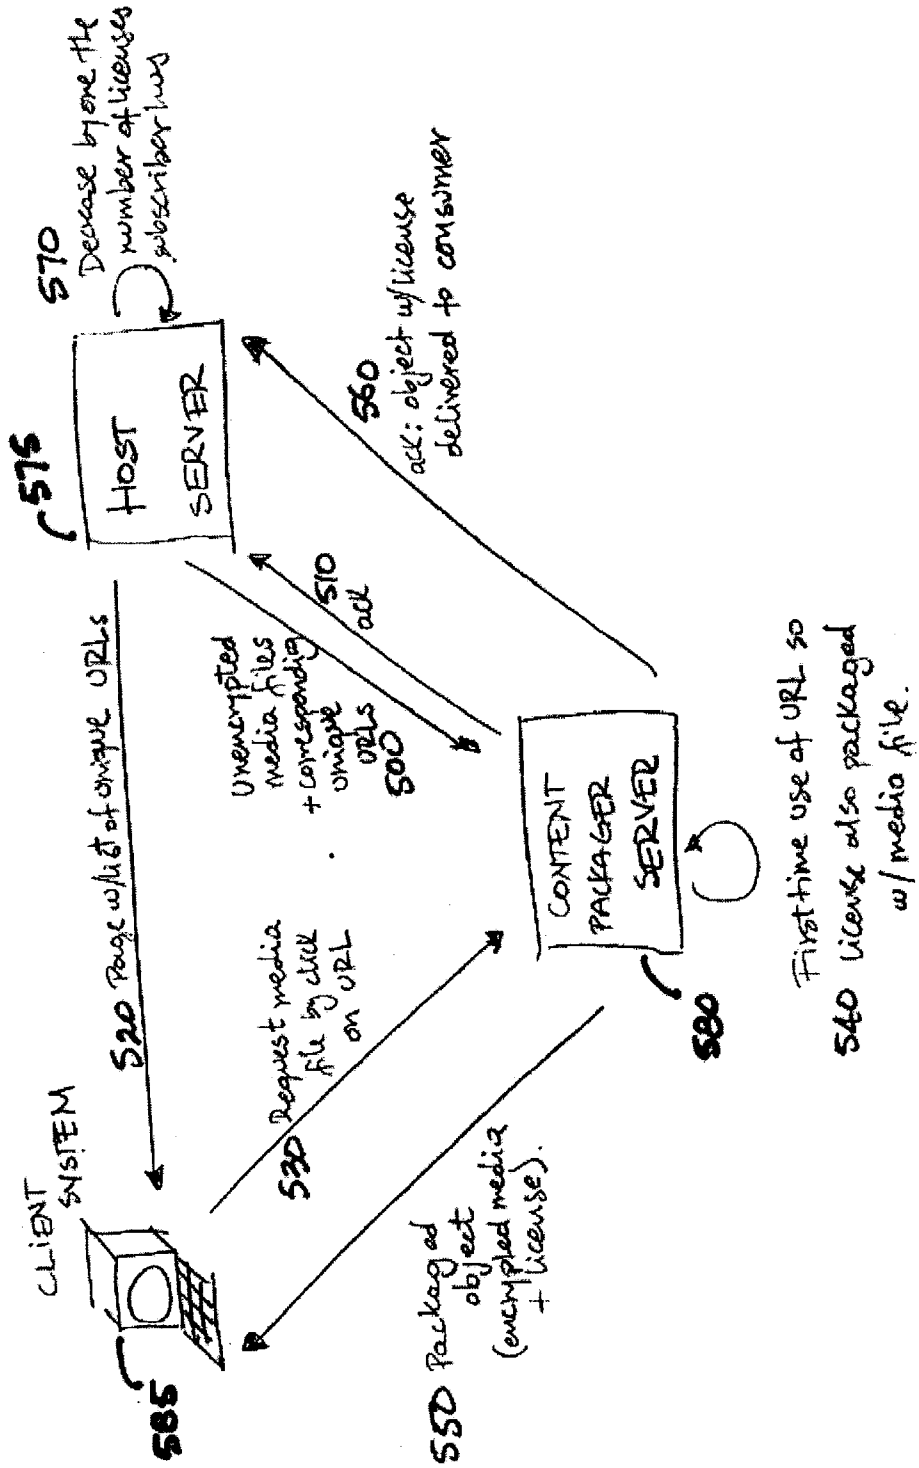 CLIENT
SYSTEM
585
520 Page w/list of unique URLs
575
HOST
SERVER
570
Decrease by one the
number of licenses
subscriber has
530 Request media
file by click
on URL
Unencrypted
media files
+ correspondig
unique
URLs
500
510
ack
560
ack: object w/license
delivered to consumer
550 Packaged
object
(encrypted media
+ license).
CONTENT
PACKAGER
SERVER
580
First time use of URL so
540 license also packaged
w/ media file.